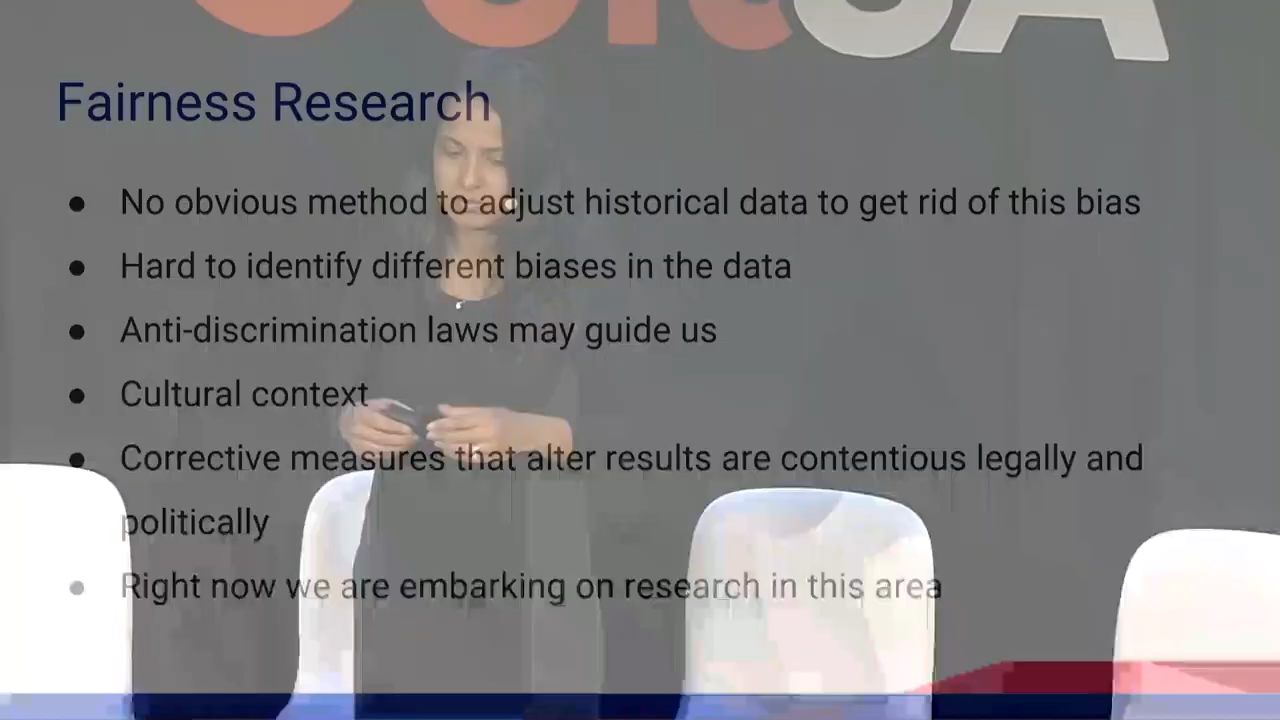 Fairness Research
● No obvious method to adjust historical data to get rid of this bias
● Hard to identify different biases in the data
● Anti-discrimination laws may guide us
● Cultural context
● Corrective measures that alter results are contentious legally and
politically
● Right now we are embarking on research in this area